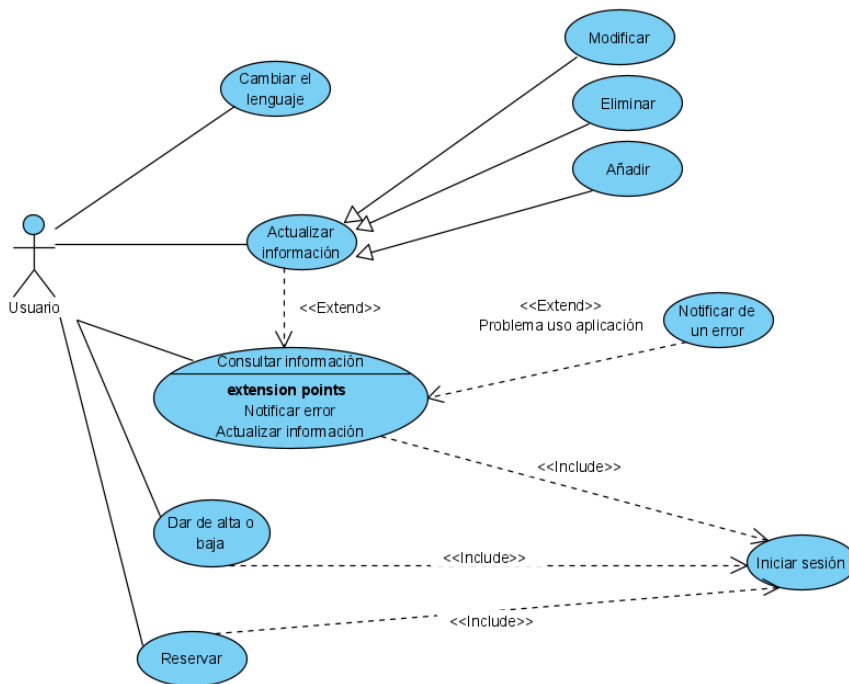 Modificar
Cambiar el
lenguaje
Eliminar
Añadir
Actualizar
información
Usuario
<<Extend>>
<<Extend>>
Problema uso aplicación
Notificar de
un error
Consultar información
extension points
Notificar error
Actualizar información
<<Include>>
Dar de alta o
baja
<<Include>>
Iniciar sesión
<<Include>>
Reservar